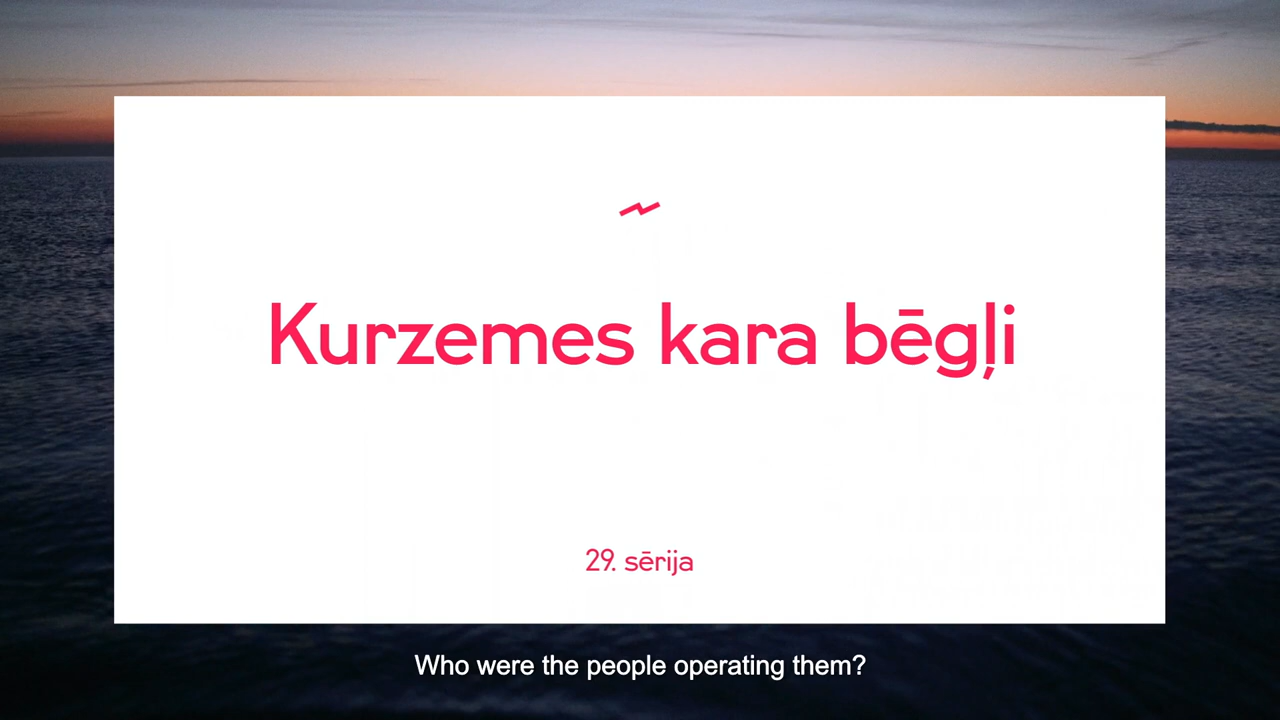 Kurzemes kara bēgļi
29. sērija
Who were the people operating them?